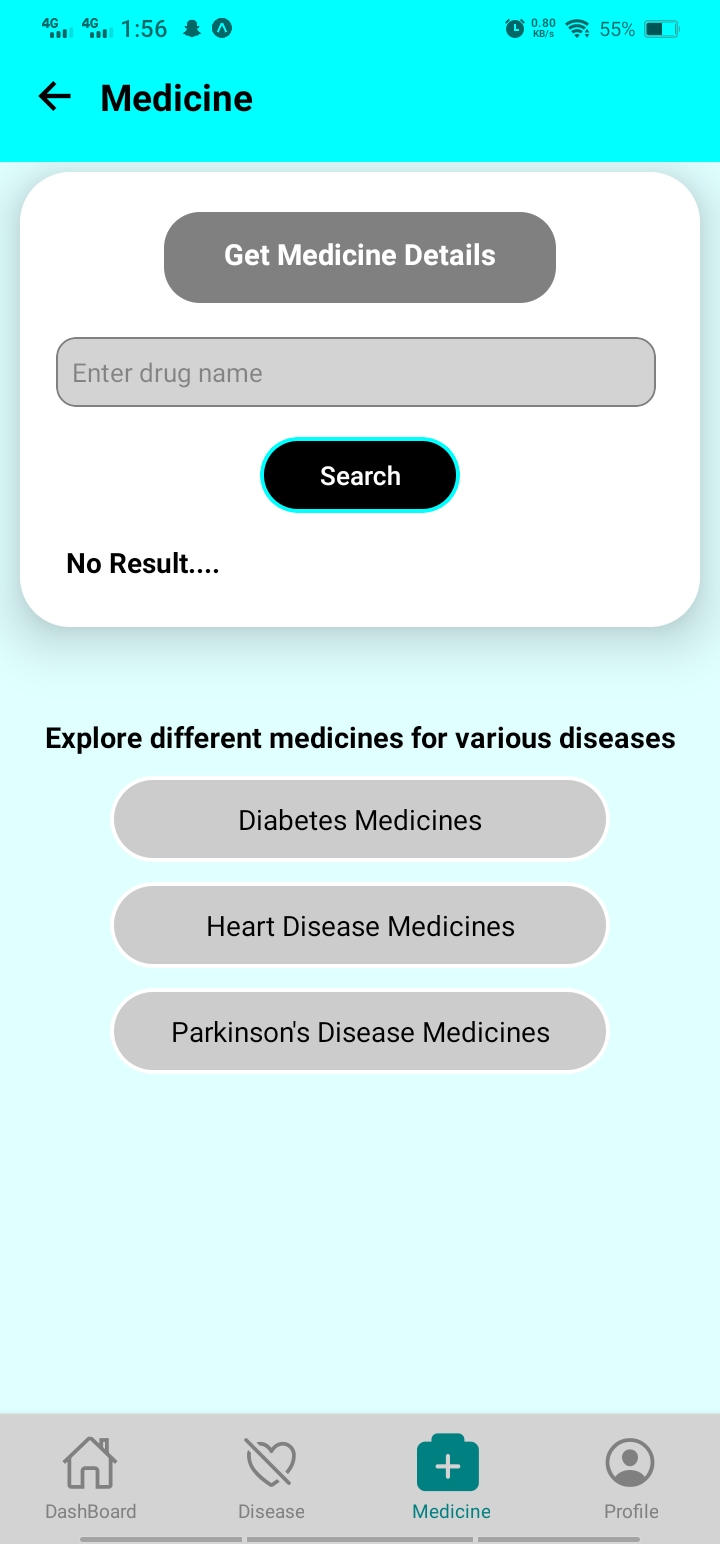 4G 4G 1:56 0.80 KB/s 55%
Medicine
Get Medicine Details
Enter drug name
Search
No Result....
Explore different medicines for various diseases
Diabetes Medicines
Heart Disease Medicines
Parkinson's Disease Medicines
DashBoard Disease Medicine Profile